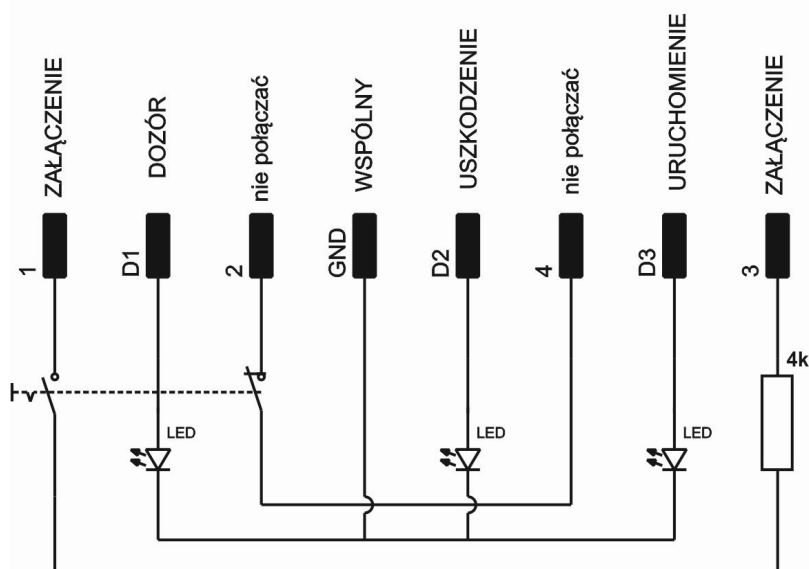 ZAŁĄCZENIE
DOZÓR
nie połączać
WSPÓLNY
USZKODZENIE
nie połączać
URUCHOMIENIE
ZAŁĄCZENIE
1
D1
2
GND
D2
4
D3
3
4k
LED
LED
LED